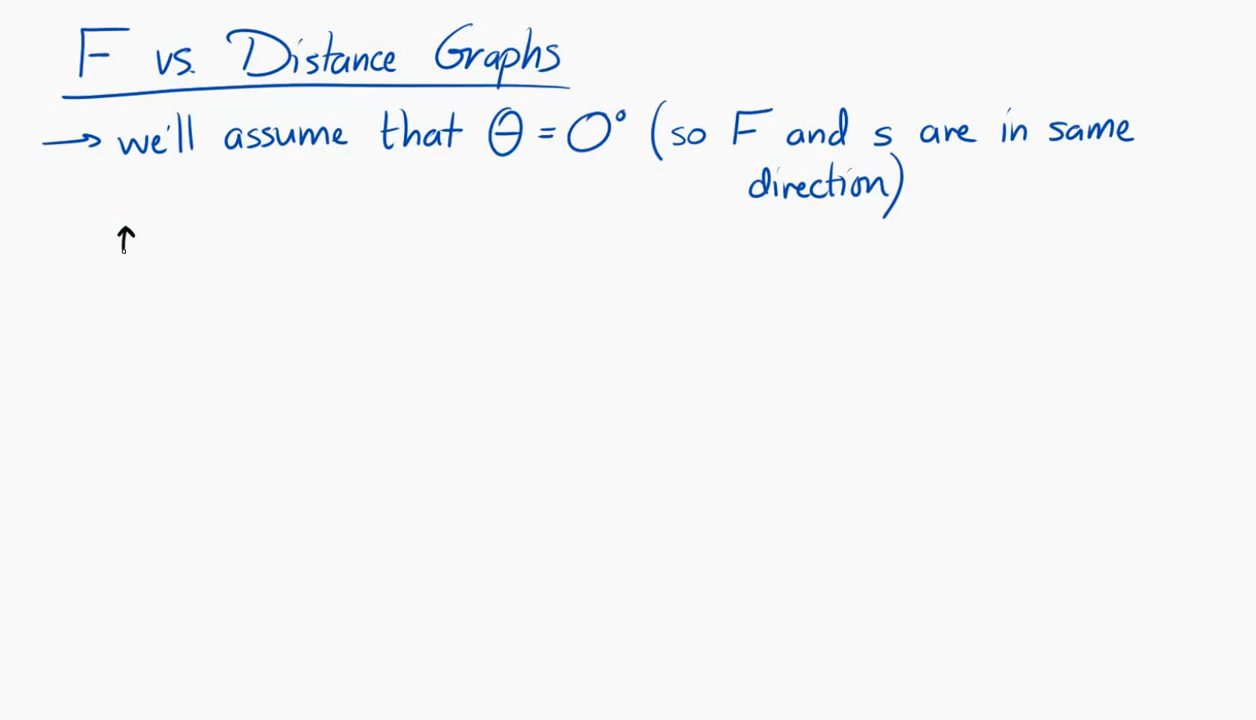 F vs. Distance Graphs
→ we'll assume that θ = 0° (so F and s are in same
direction)